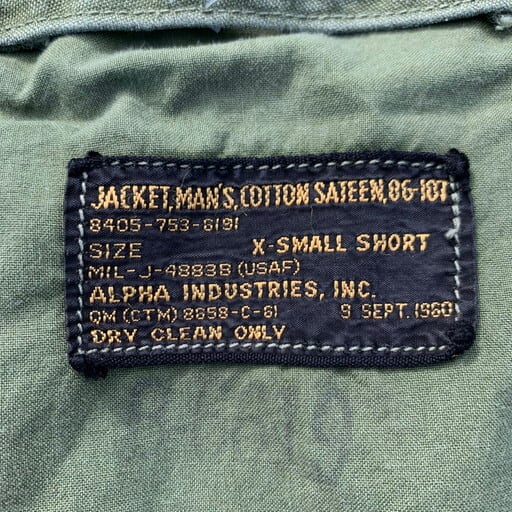 JACKET, MAN'S, COTTON SATEEN, OG-107
8405-753-6191
SIZE X-SMALL SHORT
MIL-J-4883B (USAF)
ALPHA INDUSTRIES, INC.
QM (CTM) 8658-C-61 9 SEPT. 1960
DRY CLEAN ONLY